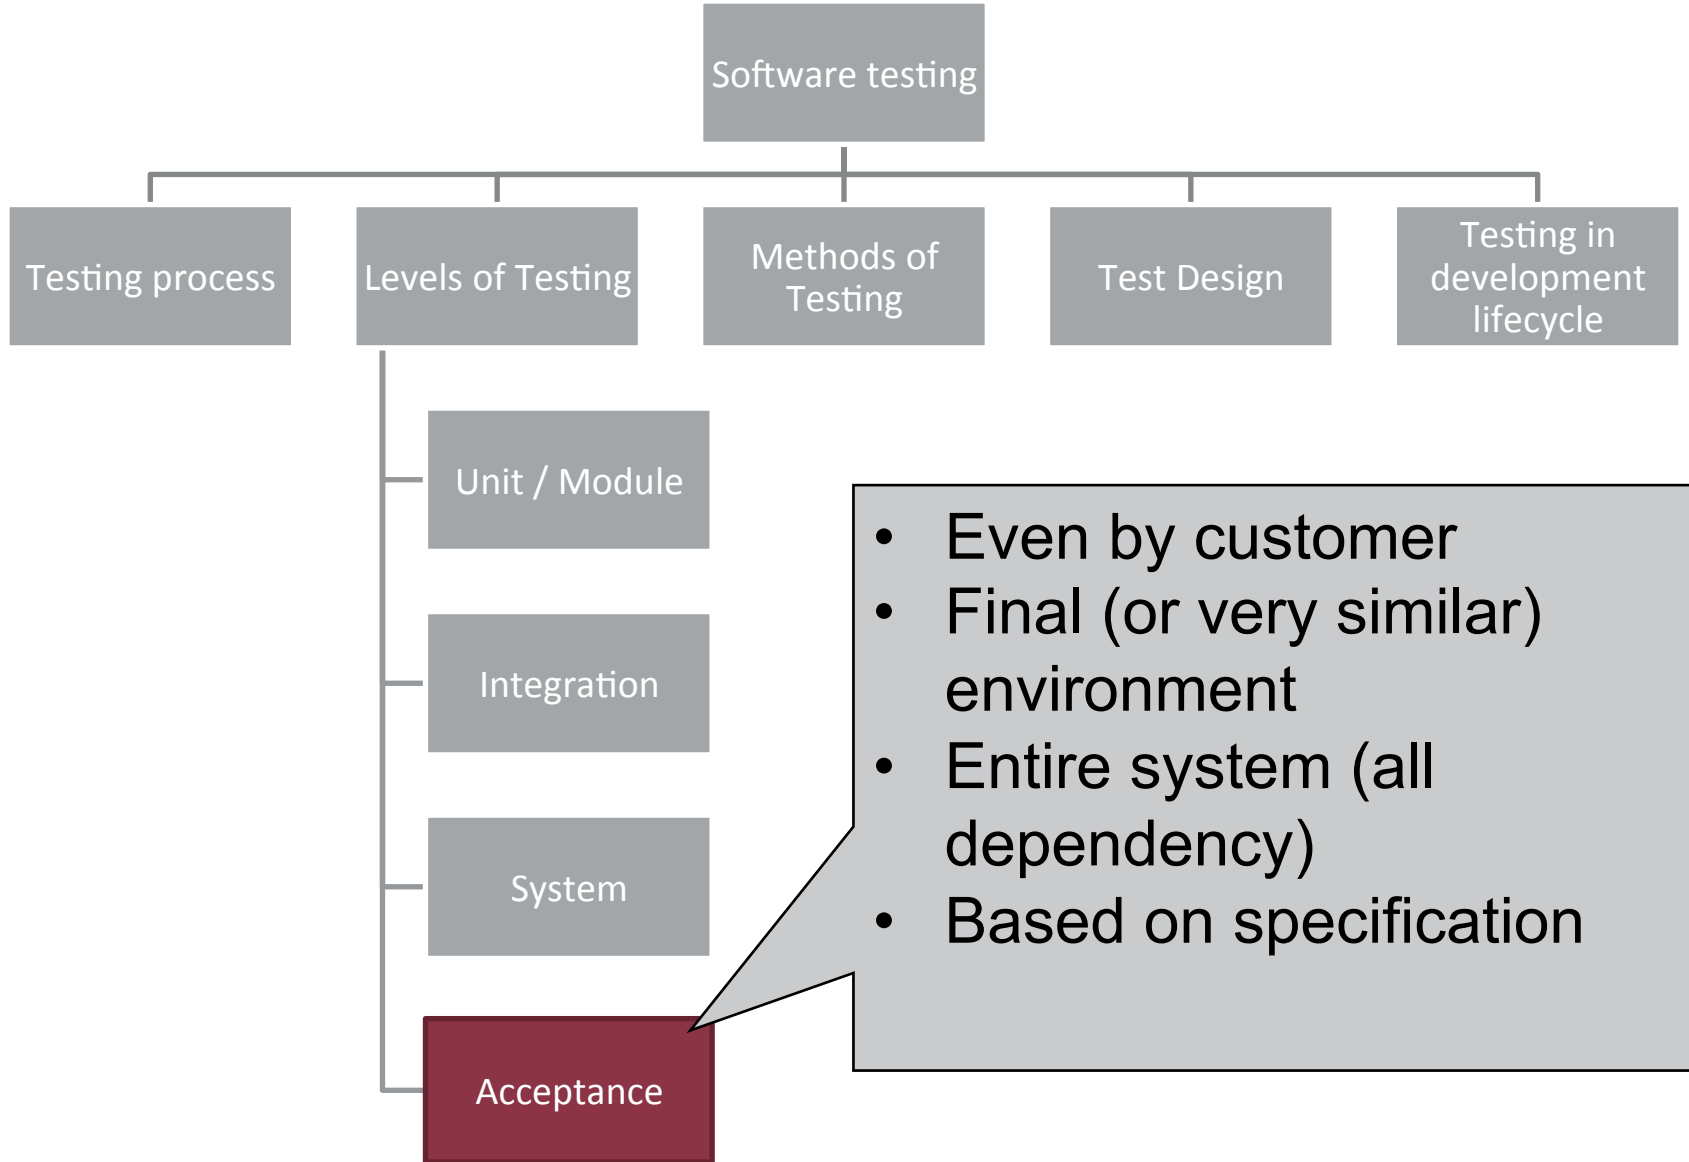 Software testing
Testing process
Levels of Testing
Methods of
Testing
Test Design
Testing in
development
lifecycle
Unit / Module
Integration
System
Acceptance
• Even by customer
• Final (or very similar)
environment
• Entire system (all
dependency)
• Based on specification